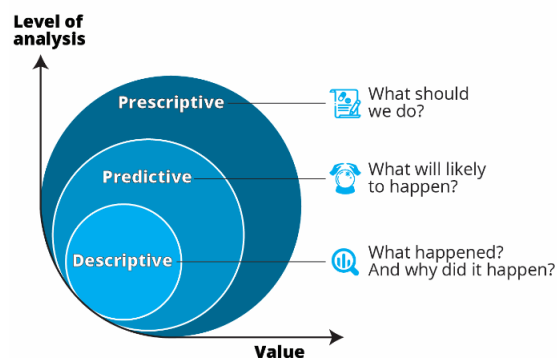 Level of
analysis
Prescriptive
What should
we do?
Predictive
What will likely
to happen?
Descriptive
What happened?
And why did it happen?
Value